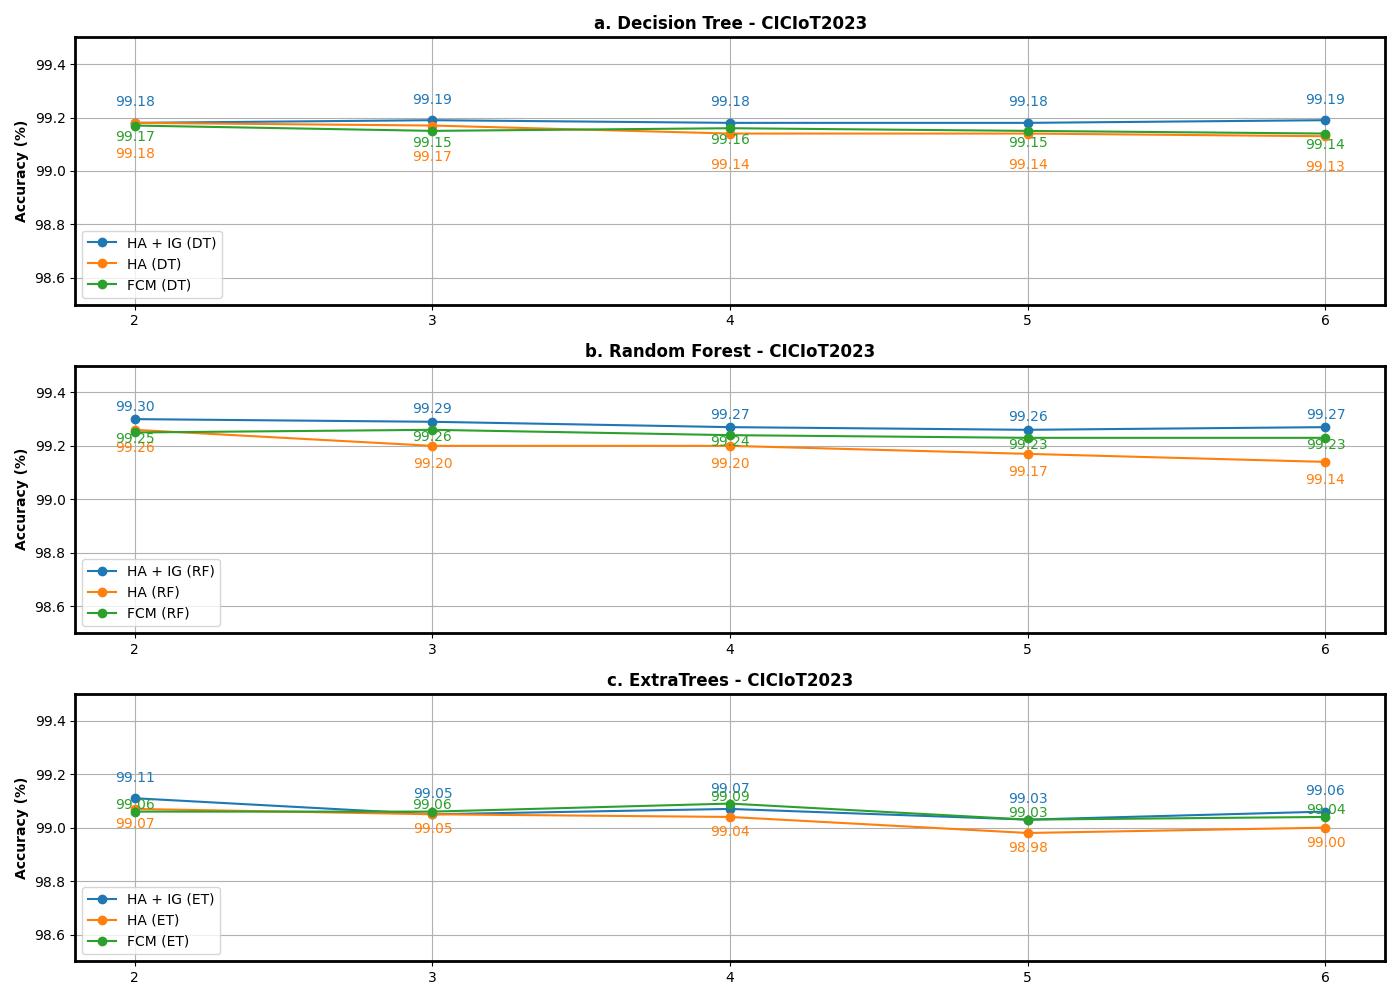 a. Decision Tree - CICIoT2023
Accuracy (%)
99.4
99.2
99.0
98.8
98.6
99.18 99.19 99.18 99.18 99.19
99.17 99.15 99.16 99.15 99.14
99.18 99.17 99.14 99.14 99.13
HA + IG (DT)
HA (DT)
FCM (DT)
2 3 4 5 6
b. Random Forest - CICIoT2023
Accuracy (%)
99.4
99.2
99.0
98.8
98.6
99.30 99.29 99.27 99.26 99.27
99.25 99.26 99.24 99.23 99.23
99.26 99.20 99.20 99.17 99.14
HA + IG (RF)
HA (RF)
FCM (RF)
2 3 4 5 6
c. ExtraTrees - CICIoT2023
Accuracy (%)
99.4
99.2
99.0
98.8
98.6
99.11 99.05 99.07 99.03 99.06
99.06 99.06 99.09 99.03 99.04
99.07 99.05 99.04 98.98 99.00
HA + IG (ET)
HA (ET)
FCM (ET)
2 3 4 5 6